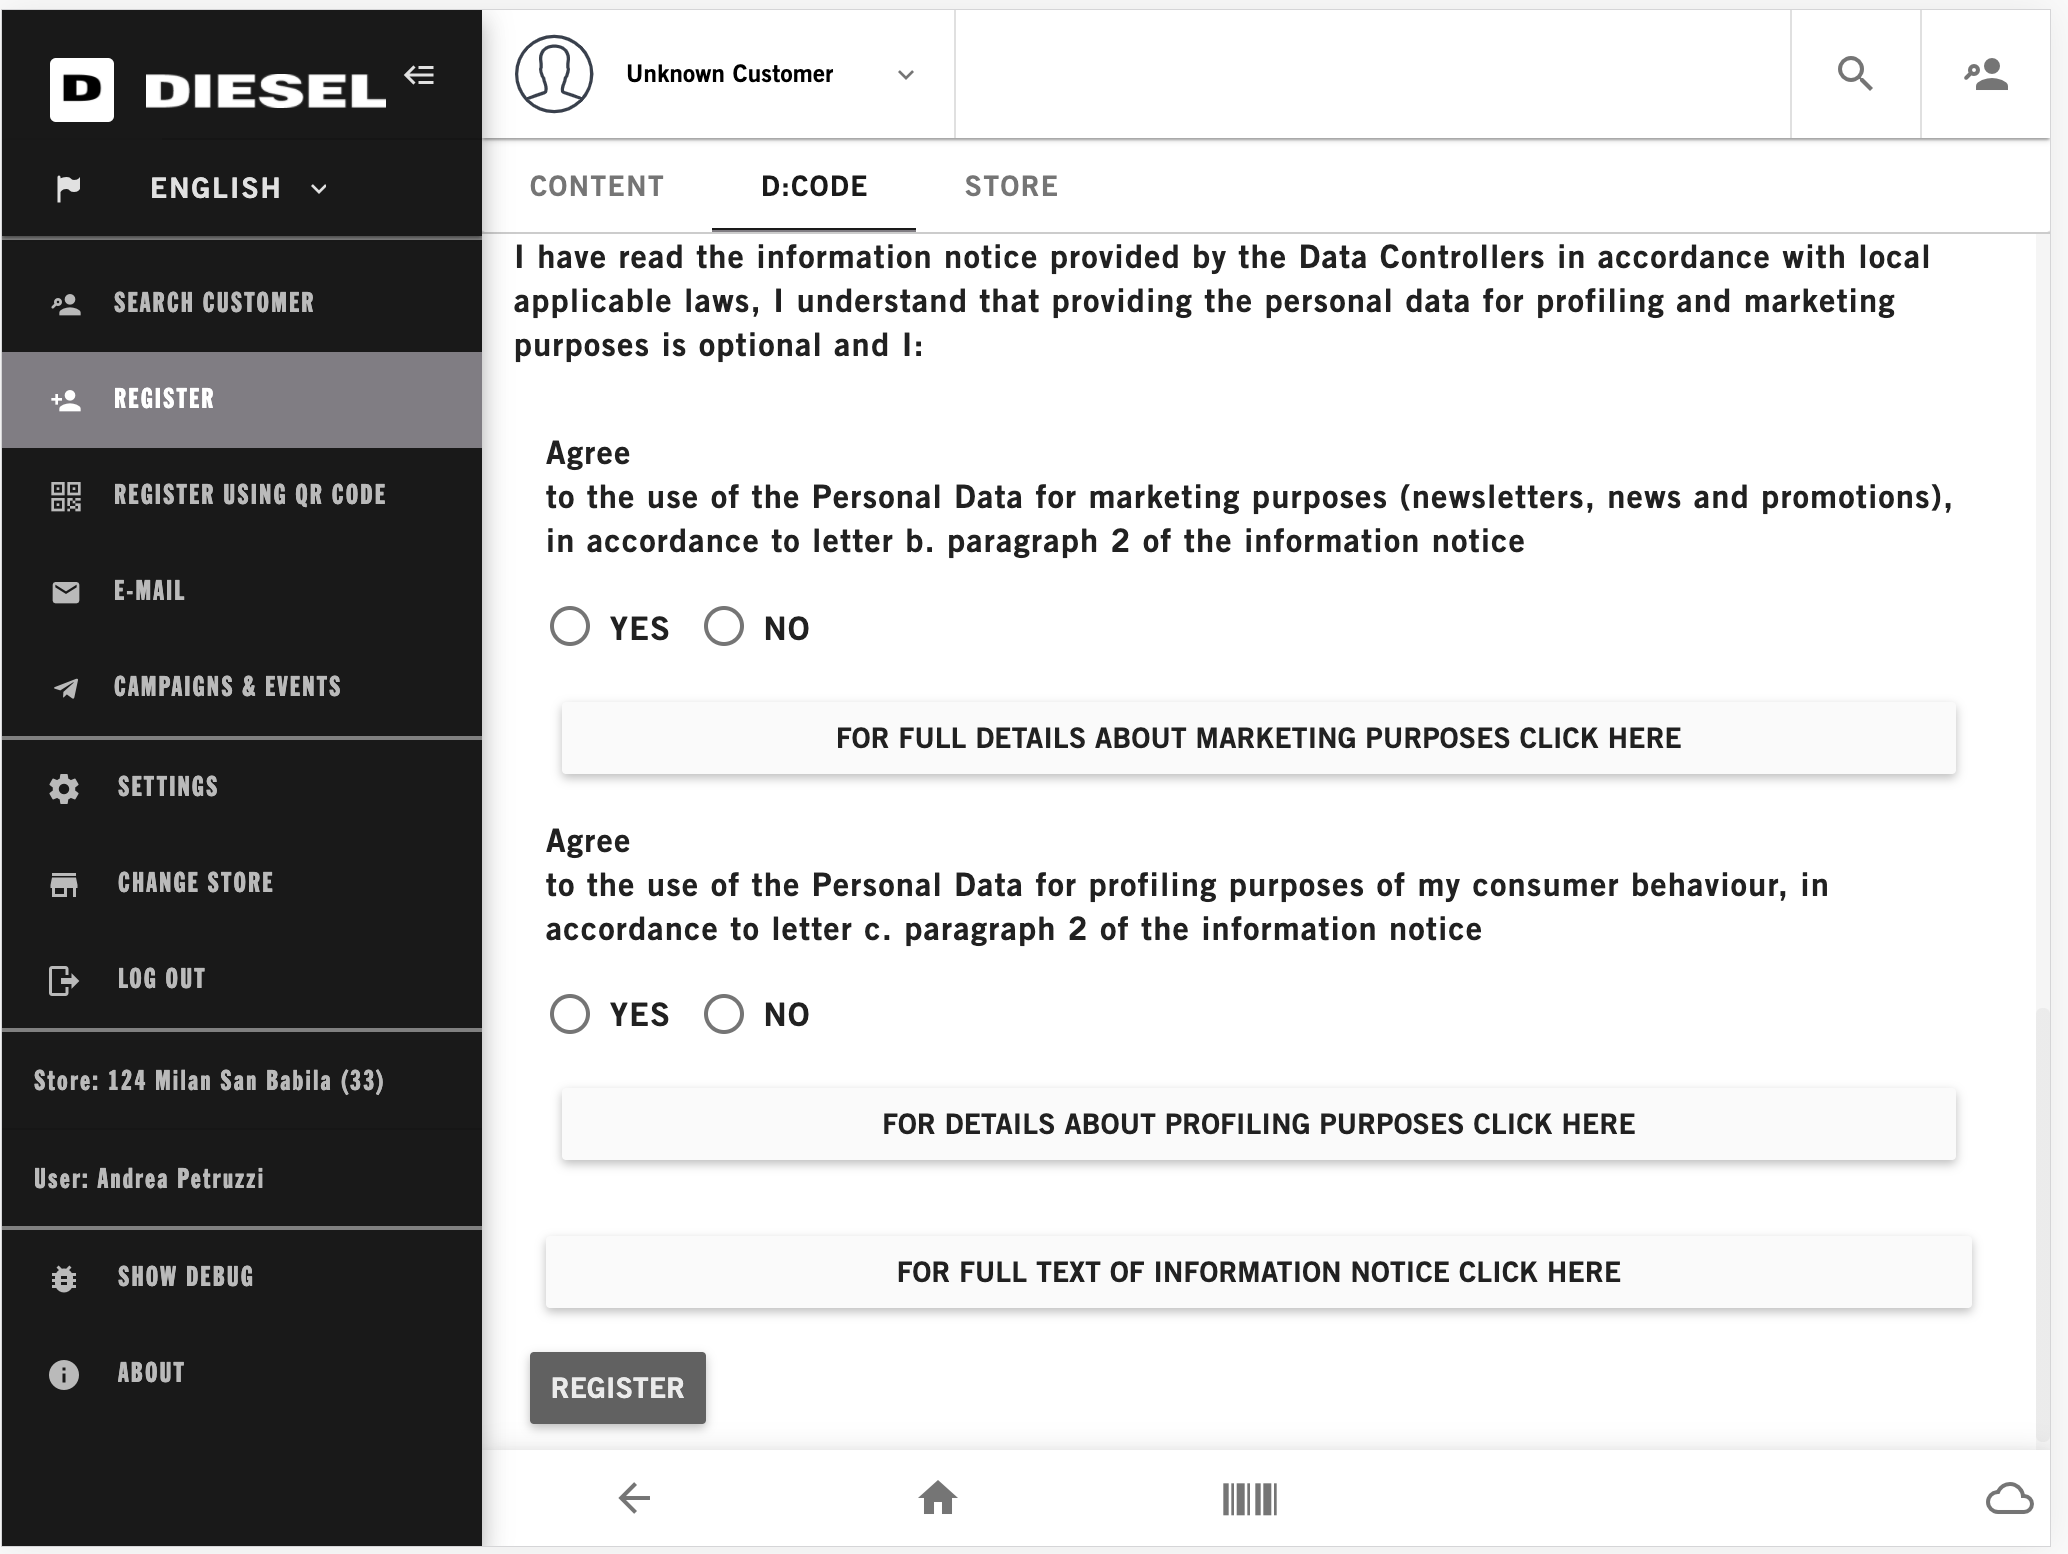 D DIESEL
ENGLISH
SEARCH CUSTOMER
REGISTER
REGISTER USING QR CODE
E-MAIL
CAMPAIGNS & EVENTS
SETTINGS
CHANGE STORE
LOG OUT
Store: 124 Milan San Babila (33)
User: Andrea Petruzzi
SHOW DEBUG
ABOUT
Unknown Customer
CONTENT D:CODE STORE
I have read the information notice provided by the Data Controllers in accordance with local
applicable laws, I understand that providing the personal data for profiling and marketing
purposes is optional and I:
Agree
to the use of the Personal Data for marketing purposes (newsletters, news and promotions),
in accordance to letter b. paragraph 2 of the information notice
YES NO
FOR FULL DETAILS ABOUT MARKETING PURPOSES CLICK HERE
Agree
to the use of the Personal Data for profiling purposes of my consumer behaviour, in
accordance to letter c. paragraph 2 of the information notice
YES NO
FOR DETAILS ABOUT PROFILING PURPOSES CLICK HERE
FOR FULL TEXT OF INFORMATION NOTICE CLICK HERE
REGISTER